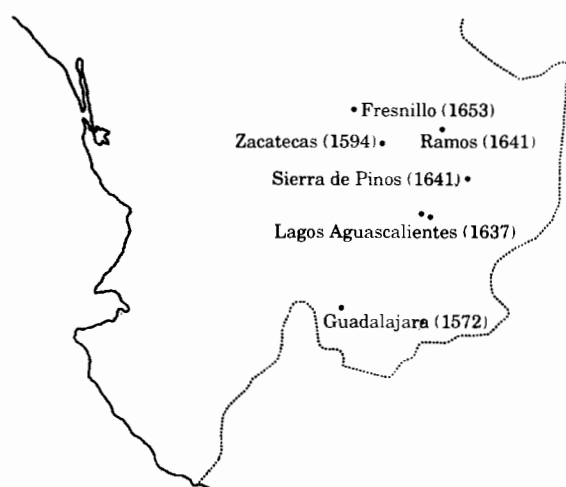 Fresnillo (1653)
Zacatecas (1594) Ramos (1641)
Sierra de Pinos (1641)
Lagos Aguascalientes (1637)
Guadalajara (1572)